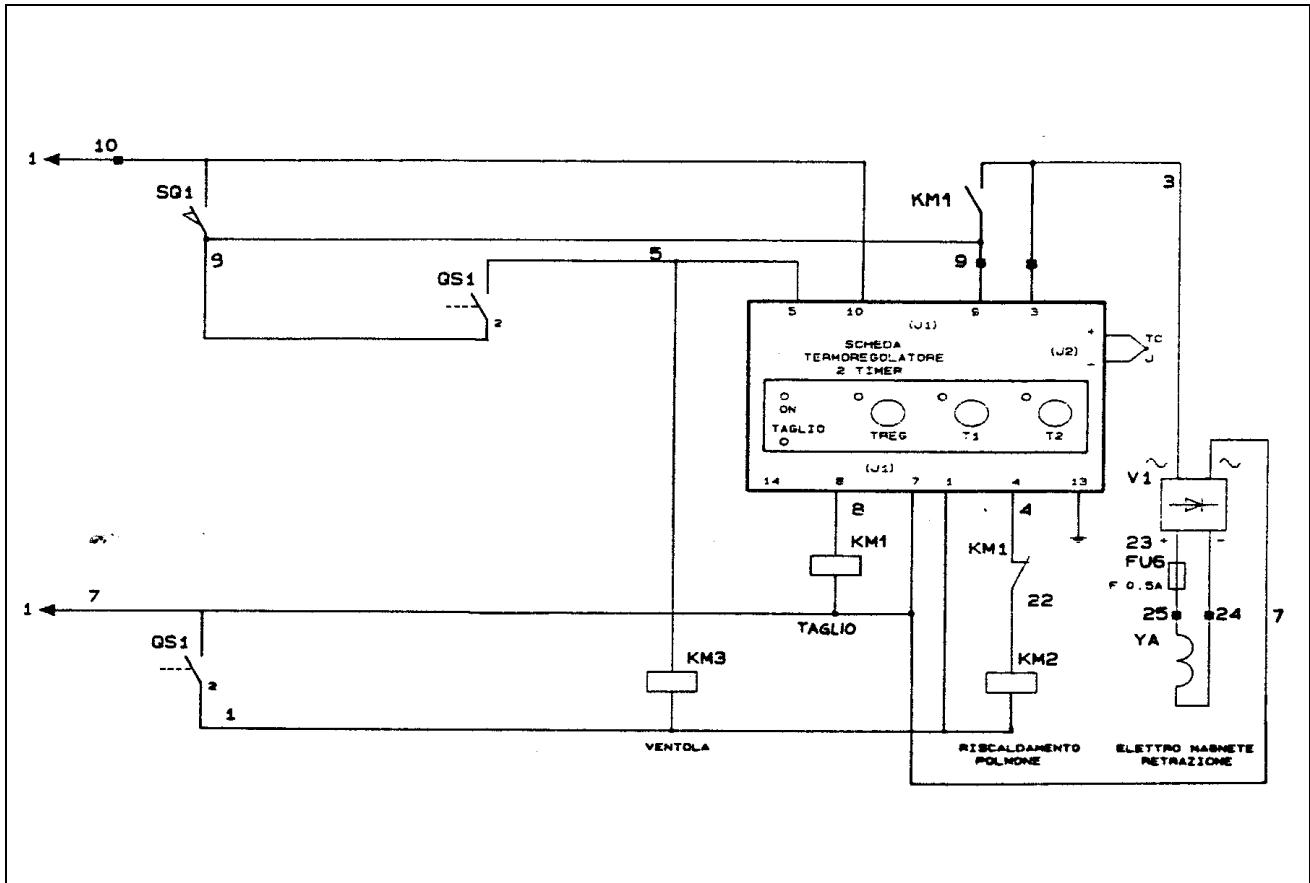 10
1
SQ1
KM1
3
9
5
9
QS1
2
5 10 9 3
(J1)
SCHEDA
TERMOREGOLATORE
2 TIMER
+
(J2)
-
TC
J
ON
TAGLIO
TREG
T1
T2
(J1)
14 8 7 1 4 13
8
4
KM1
KM1
22
V1
23 + -
FU6
F 0.5A
25
24
7
YA
1
7
TAGLIO
QS1
2
1
KM3
KM2
VENTOLA
RISCALDAMENTO
POLMONE
ELETTRO MAGNETE
RETRAZIONE